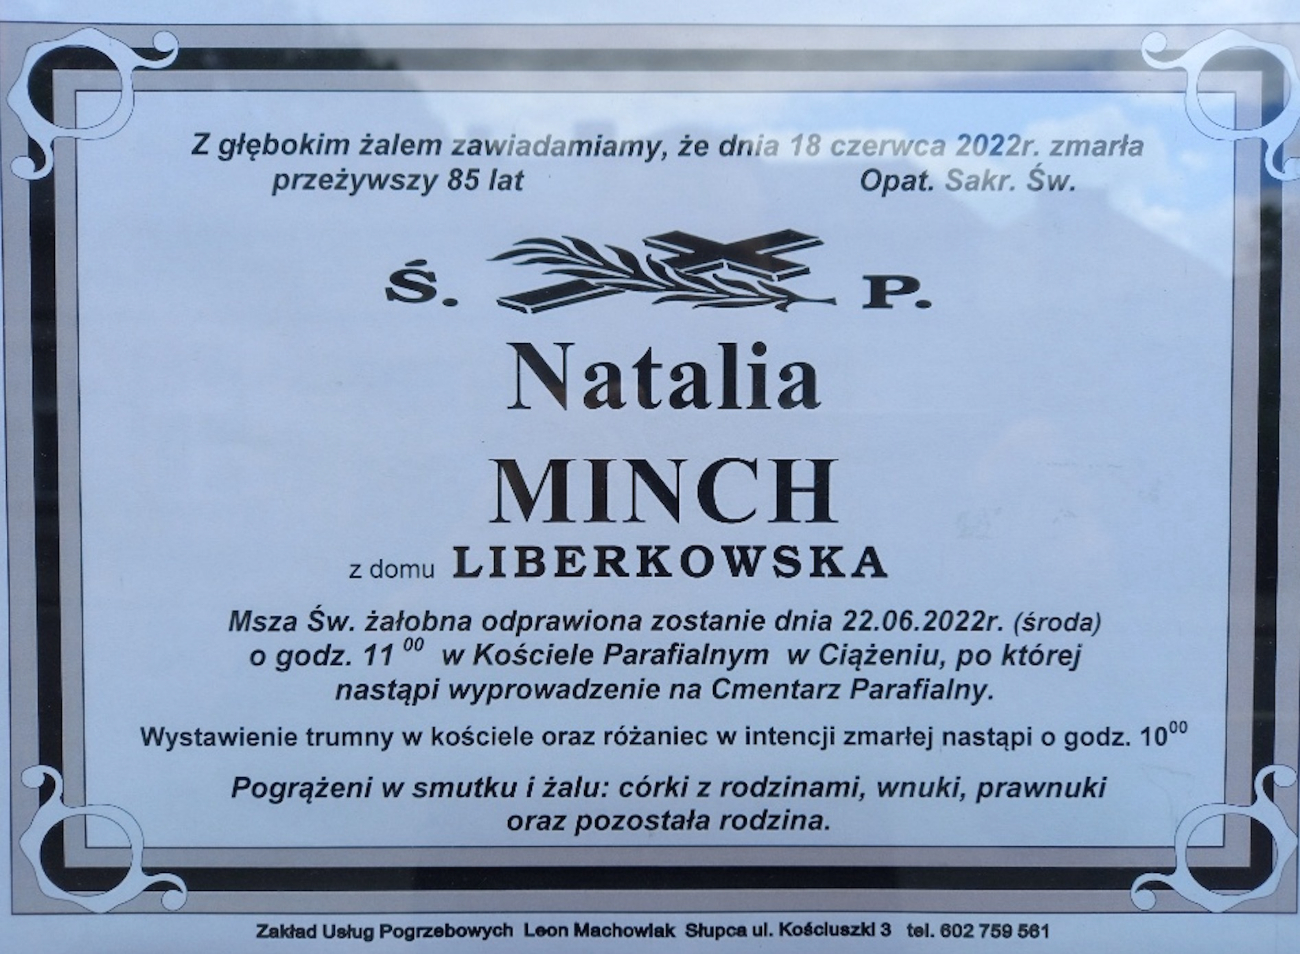 Z głębokim żalem zawiadamiamy, że dnia 18 czerwca 2022r. zmarła
przeżywszy 85 lat Opat. Sakr. Św.
Ś. P.
Natalia
MINCH
z domu LIBERKOWSKA
Msza Św. żałobna odprawiona zostanie dnia 22.06.2022r. (środa)
o godz. 11 00 w Kościele Parafialnym w Ciążeniu, po której
nastąpi wyprowadzenie na Cmentarz Parafialny.
Wystawienie trumny w kościele oraz różaniec w intencji zmarłej nastąpi o godz. 10 00
Pogrążeni w smutku i żalu: córki z rodzinami, wnuki, prawnuki
oraz pozostała rodzina.
Zakład Usług Pogrzebowych Leon Machowiak Słupca ul. Kościuszki 3 tel. 602 759 561